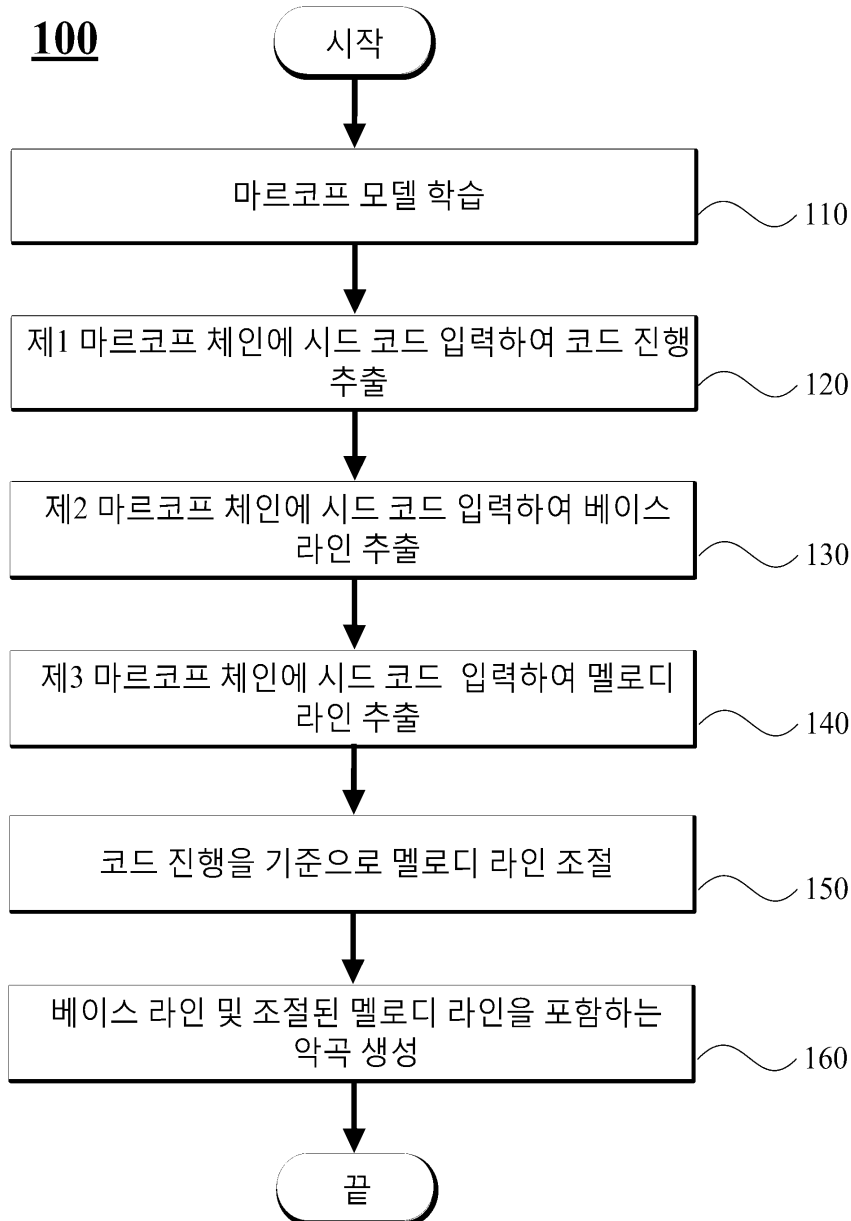 100
시작
마르코프 모델 학습
110
제1 마르코프 체인에 시드 코드 입력하여 코드 진행
추출
120
제2 마르코프 체인에 시드 코드 입력하여 베이스
라인 추출
130
제3 마르코프 체인에 시드 코드 입력하여 멜로디
라인 추출
140
코드 진행을 기준으로 멜로디 라인 조절
150
베이스 라인 및 조절된 멜로디 라인을 포함하는
악곡 생성
160
끝